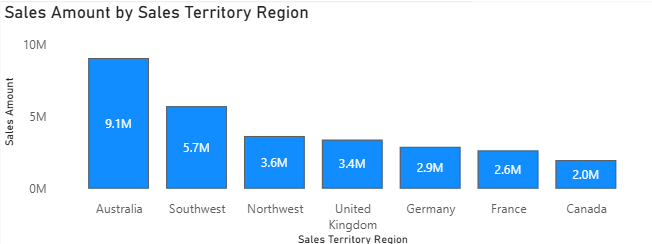 Sales Amount by Sales Territory Region
Sales Amount
10M
5M
0M
9.1M
5.7M
3.6M
3.4M
2.9M
2.6M
2.0M
Australia
Southwest
Northwest
United
Kingdom
Germany
France
Canada
Sales Territory Region